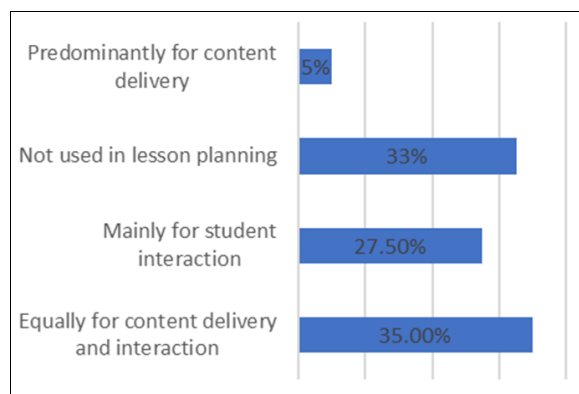 Predominantly for content
delivery
5%
Not used in lesson planning
33%
Mainly for student
interaction
27.50%
Equally for content delivery
and interaction
35.00%